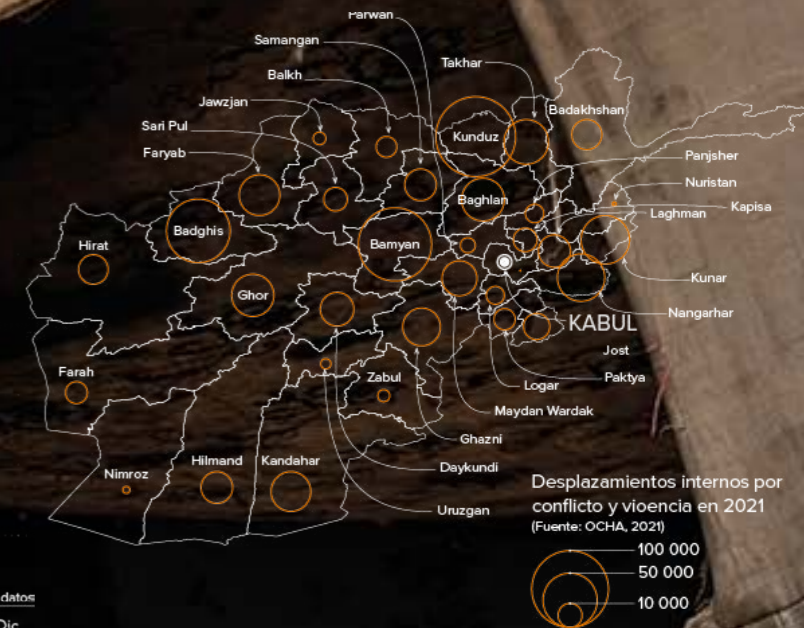 Parwan
Samangan
Takhar
Balkh
Badakhshan
Jawzjan
Kunduz
Sari Pul
Faryab
Panjsher
Nuristan
Baghlan
Kapisa
Laghman
Badghis
Bamyan
Hirat
Kunar
Ghor
Nangarhar
KABUL
Jost
Farah
Zabul
Paktya
Logar
Maydan Wardak
Ghazni
Hilmand
Kandahar
Daykundi
Nimroz
Uruzgan
Desplazamientos internos por
conflicto y vioencia en 2021
(Fuente: OCHA, 2021)
100 000
50 000
10 000
datos
Dic